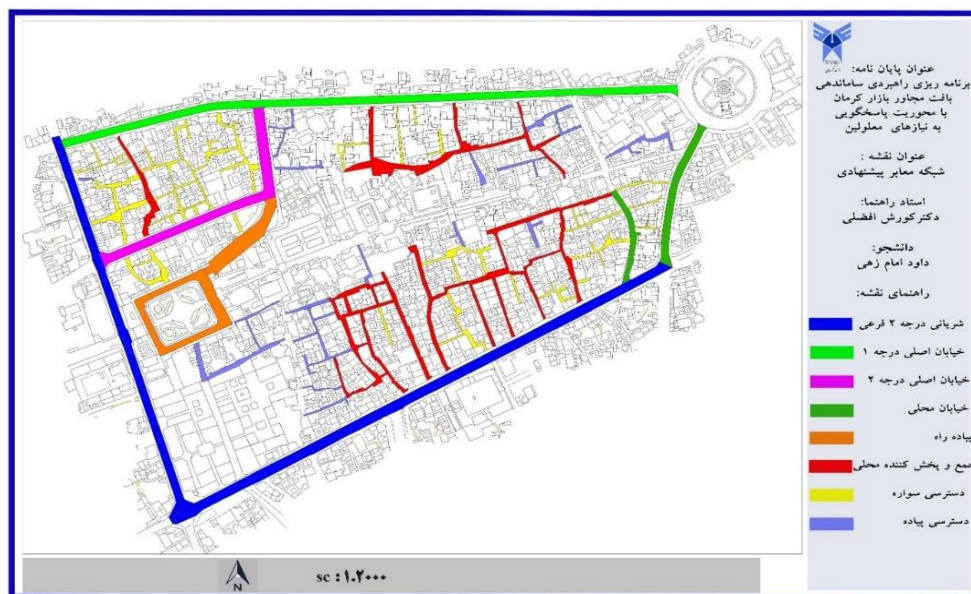 عنوان پایان نامه:
برنامه ریزی راهبردی ساماندهی
بافت مجاور بازار کرمان
با محوریت پاسخگویی
به نیازهای معلولین
عنوان نقشه :
شبکه معابر پیشنهادی
استاد راهنما:
دکترکورش افضلی
دانشجو:
داود امام زهی
راهنمای نقشه:
شریانی درجه ۲ فرعی
خیابان اصلی درجه ۱
خیابان اصلی درجه ۲
خیابان محلی
پیاده راه
جمع و پخش کننده محلی
دسترسی سواره
دسترسی پیاده
N
sc : ۱.۲۰۰۰